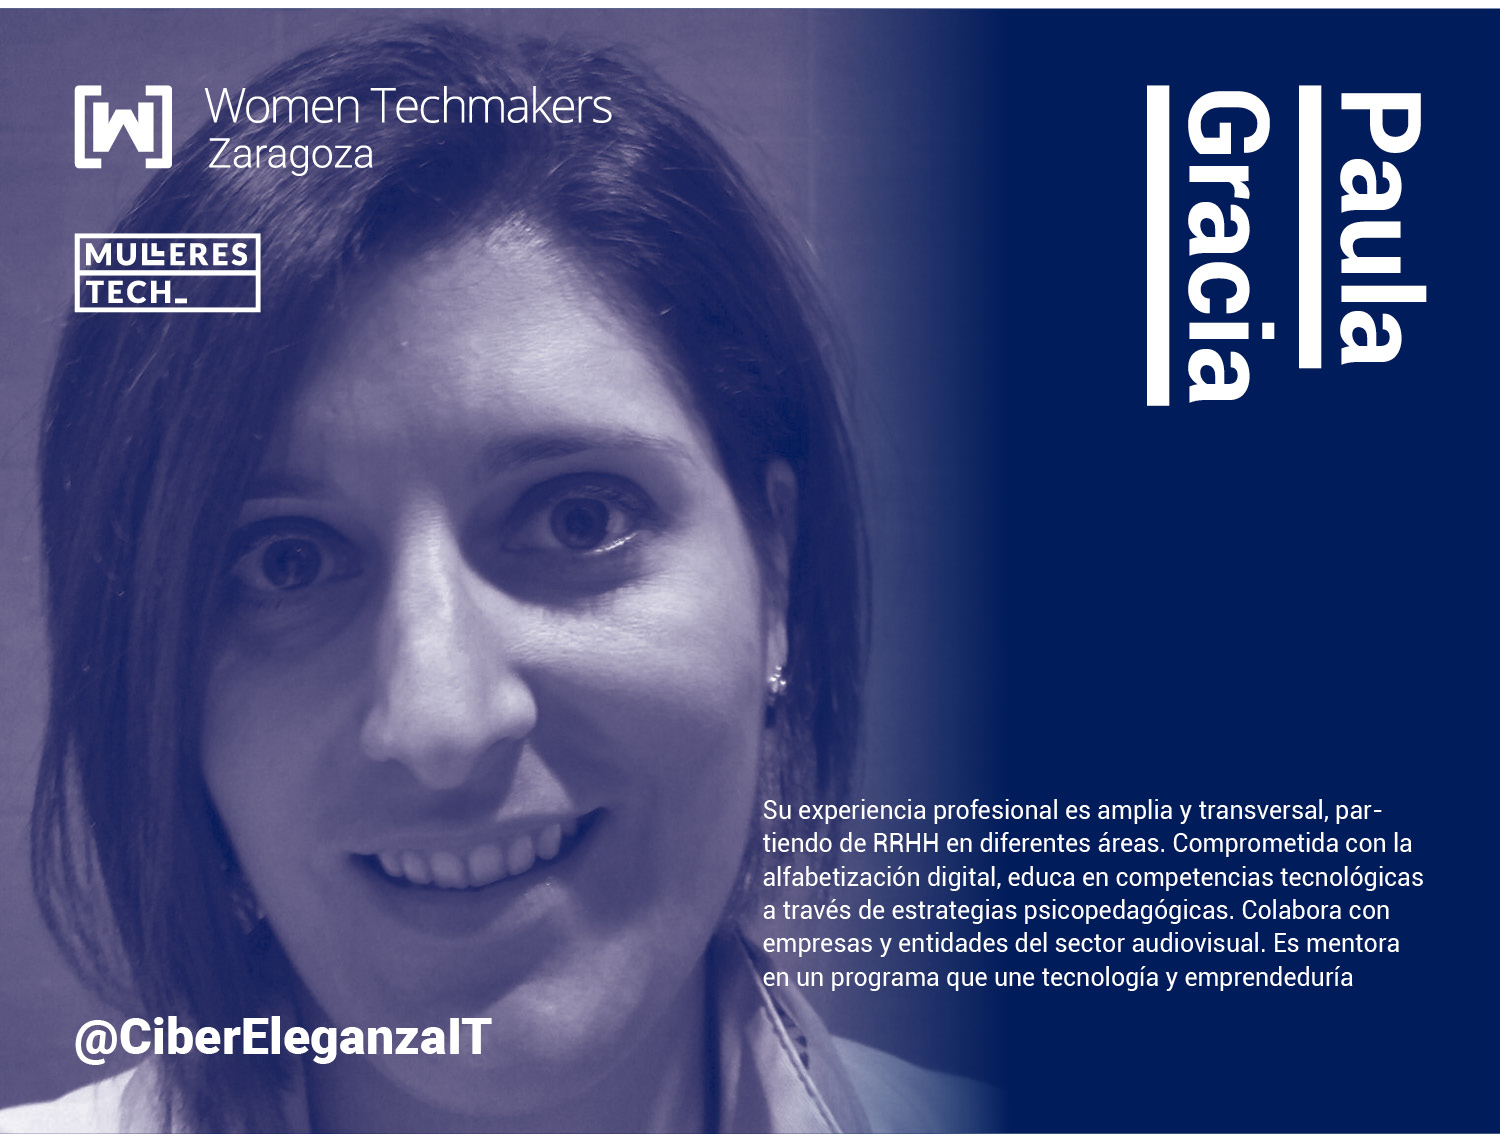 Women Techmakers
Zaragoza
MULLERES
TECH_
Paula
Gracia
Su experiencia profesional es amplia y transversal, par-
tiendo de RRHH en diferentes áreas. Comprometida con la
alfabetización digital, educa en competencias tecnológicas
a través de estrategias psicopedagógicas. Colabora con
empresas y entidades del sector audiovisual. Es mentora
en un programa que une tecnología y emprendeduría
@CiberEleganzaIT